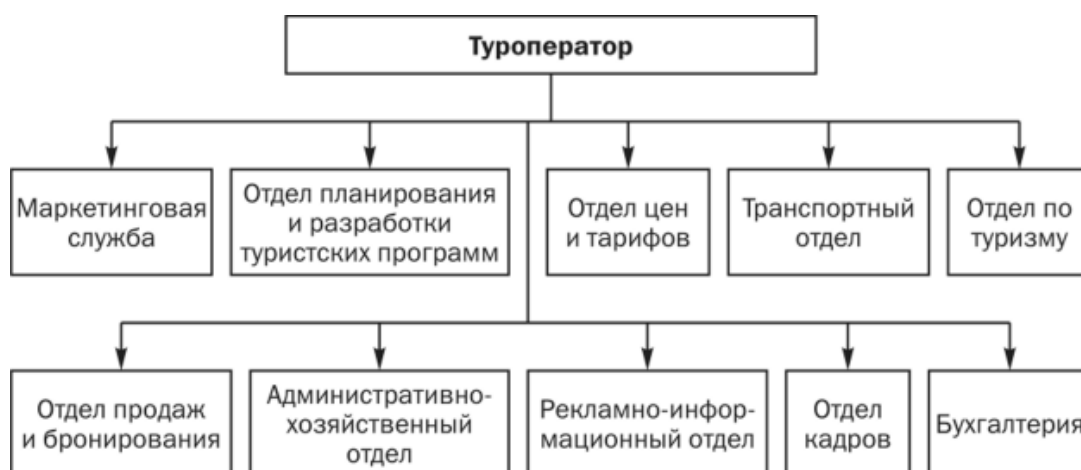 Туроператор
Маркетинговая
служба
Отдел планирования
и разработки
туристских программ
Отдел цен
и тарифов
Транспортный
отдел
Отдел по
туризму
Отдел продаж
и бронирования
Административно-
хозяйственный
отдел
Рекламно-инфор-
мационный отдел
Отдел
кадров
Бухгалтерия